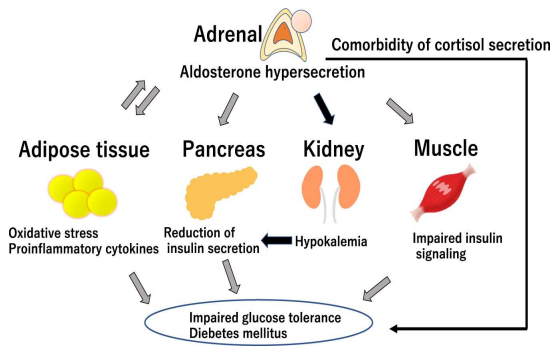 Adrenal
Comorbidity of cortisol secretion
Aldosterone hypersecretion
Adipose tissue
Pancreas
Kidney
Muscle
Oxidative stress
Proinflammatory cytokines
Reduction of
insulin secretion
Hypokalemia
Impaired insulin
signaling
Impaired glucose tolerance
Diebetes mellitus